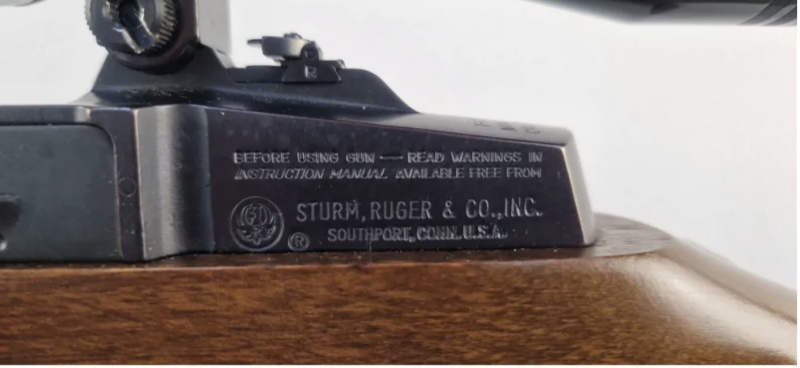 R
BEFORE USING GUN — READ WARNINGS IN
INSTRUCTION MANUAL AVAILABLE FREE FROM
STURM, RUGER & CO., INC.
® SOUTHPORT, CONN. U.S.A.